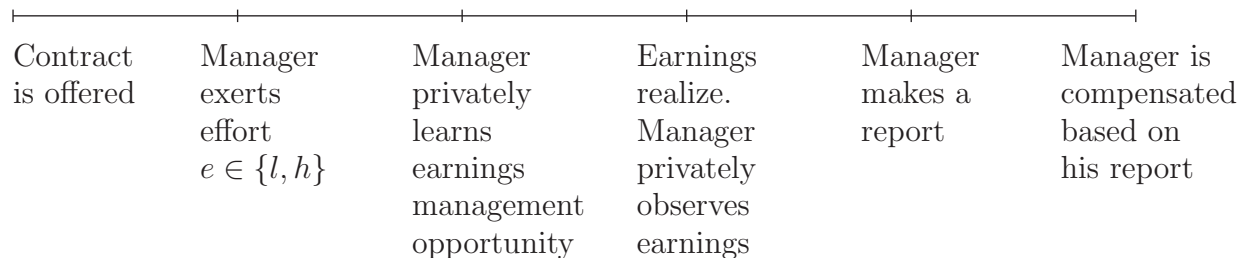 Contract
is offered
Manager
exerts
effort
e ∈ {l, h}
Manager
privately
learns
earnings
management
opportunity
Earnings
realize.
Manager
privately
observes
earnings
Manager
makes a
report
Manager is
compensated
based on
his report